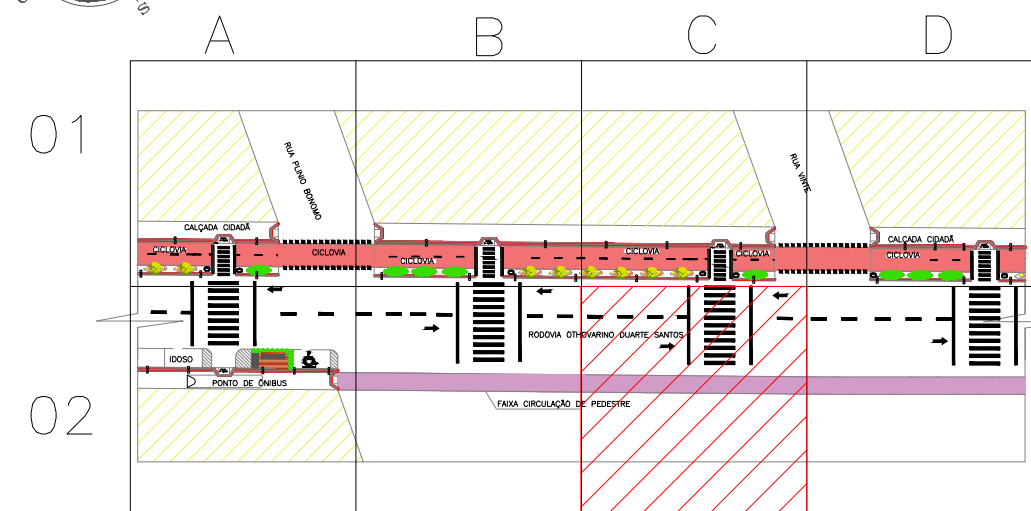 S
A B C D
01
RUA PLINIO BONOMO
RUA VINTE
CALÇADA CIDADÃ
CALÇADA CIDADÃ
CICLOVIA
CICLOVIA
CICLOVIA
CICLOVIA
CICLOVIA
CICLOVIA
RODOVIA OTHOVARINO DUARTE SANTOS
IDOSO
PONTO DE ÔNIBUS
FAIXA CIRCULAÇÃO DE PEDESTRE
02